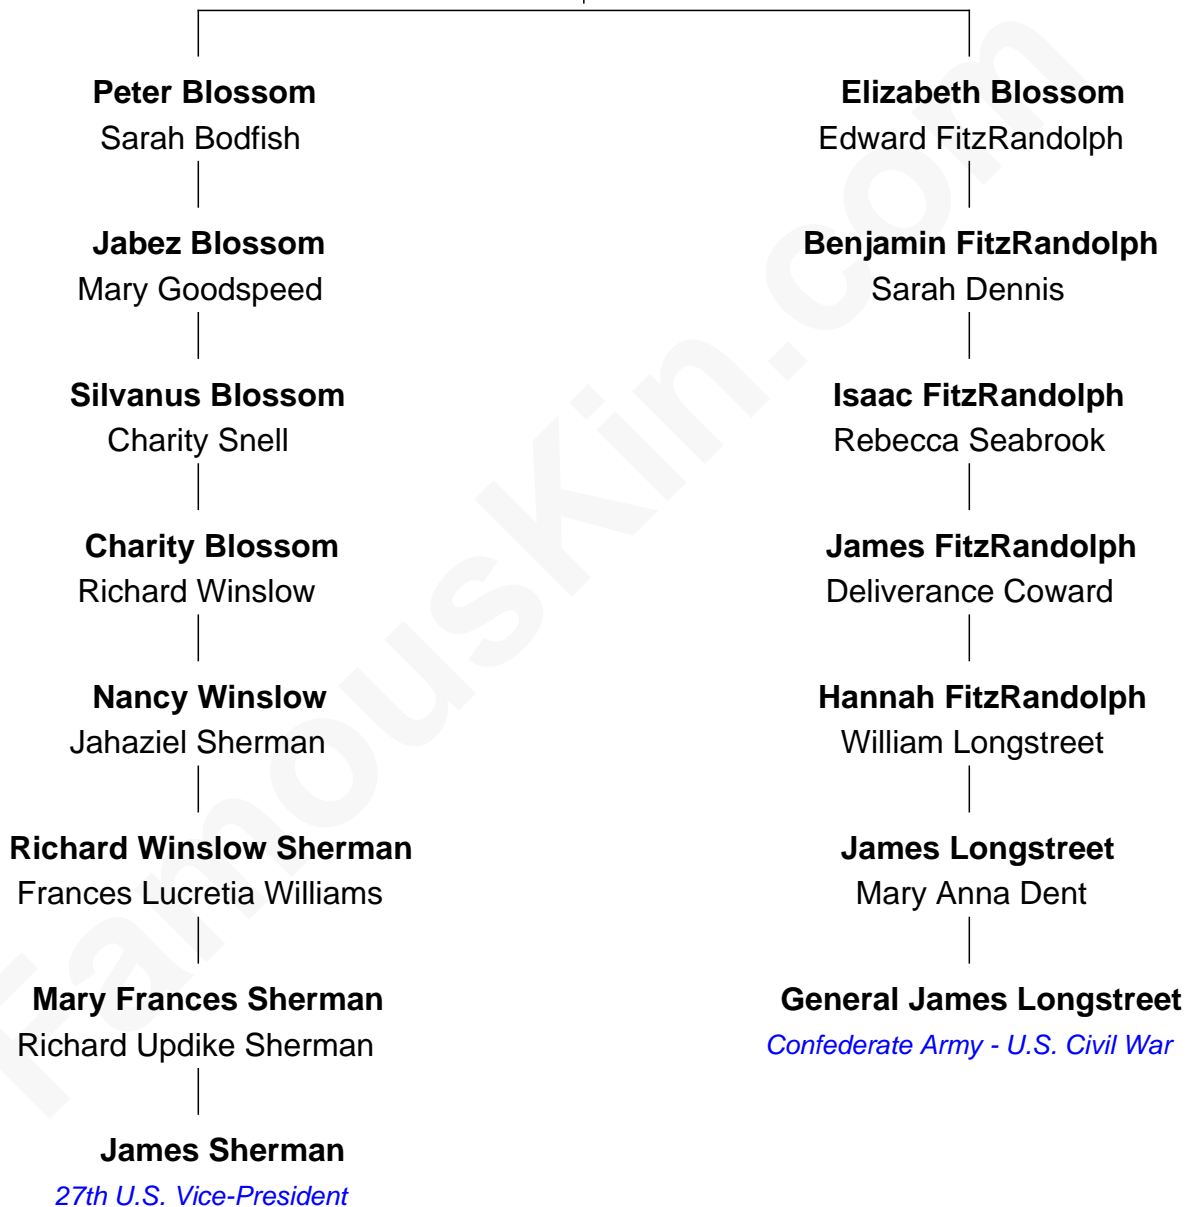 Peter Blossom
Sarah Bodfish
Jabez Blossom
Mary Goodspeed
Silvanus Blossom
Charity Snell
Charity Blossom
Richard Winslow
Nancy Winslow
Jahaziel Sherman
Richard Winslow Sherman
Frances Lucretia Williams
Mary Frances Sherman
Richard Updike Sherman
James Sherman
27th U.S. Vice-President
Elizabeth Blossom
Edward FitzRandolph
Benjamin FitzRandolph
Sarah Dennis
Isaac FitzRandolph
Rebecca Seabrook
James FitzRandolph
Deliverance Coward
Hannah FitzRandolph
William Longstreet
James Longstreet
Mary Anna Dent
General James Longstreet
Confederate Army - U.S. Civil War
FamousKin.com